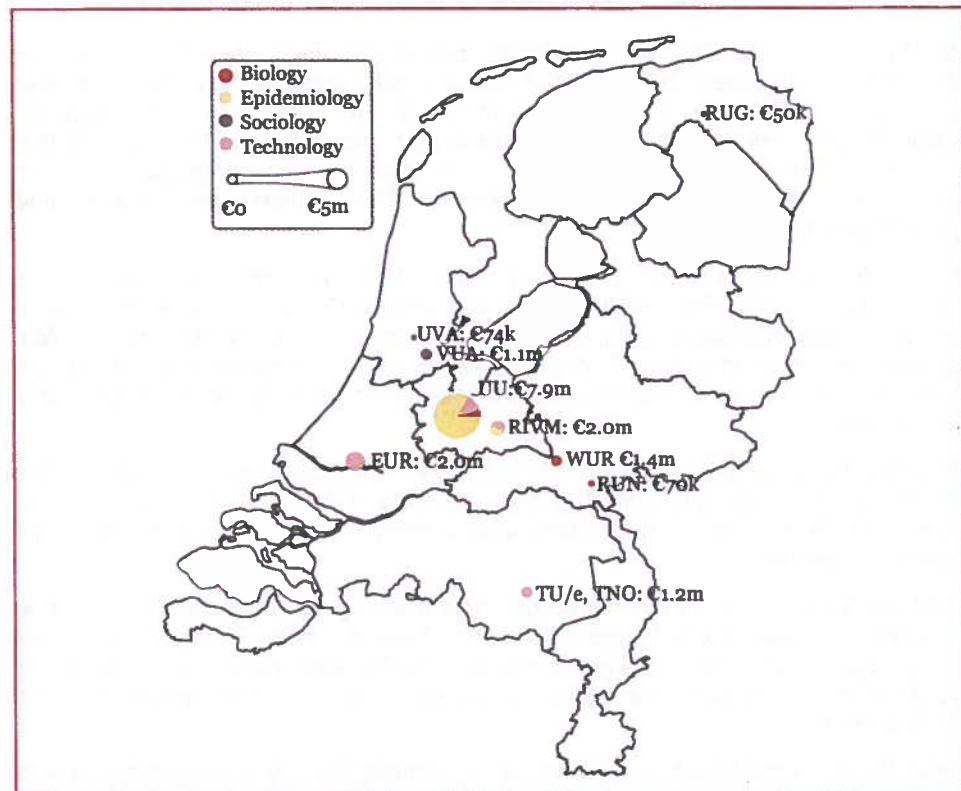 Biology
Epidemiology
Sociology
Technology
€0 €5m
RUG: €50k
UVA: €74k
VUA: €1.1m
UU:€7.9m
RIVM: €2.0m
EUR: €2.0m
WUR €1.4m
RUN: €70k
TU/e, TNO: €1.2m